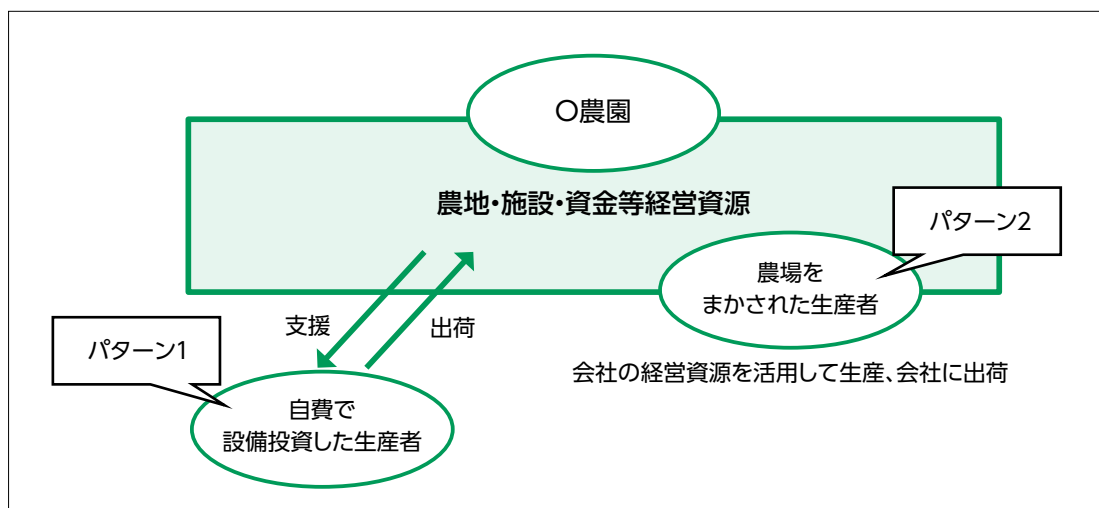 〇農園
農地・施設・資金等経営資源
パターン2
農場を
まかされた生産者
支援
出荷
パターン1
会社の経営資源を活用して生産、会社に出荷
自費で
設備投資した生産者